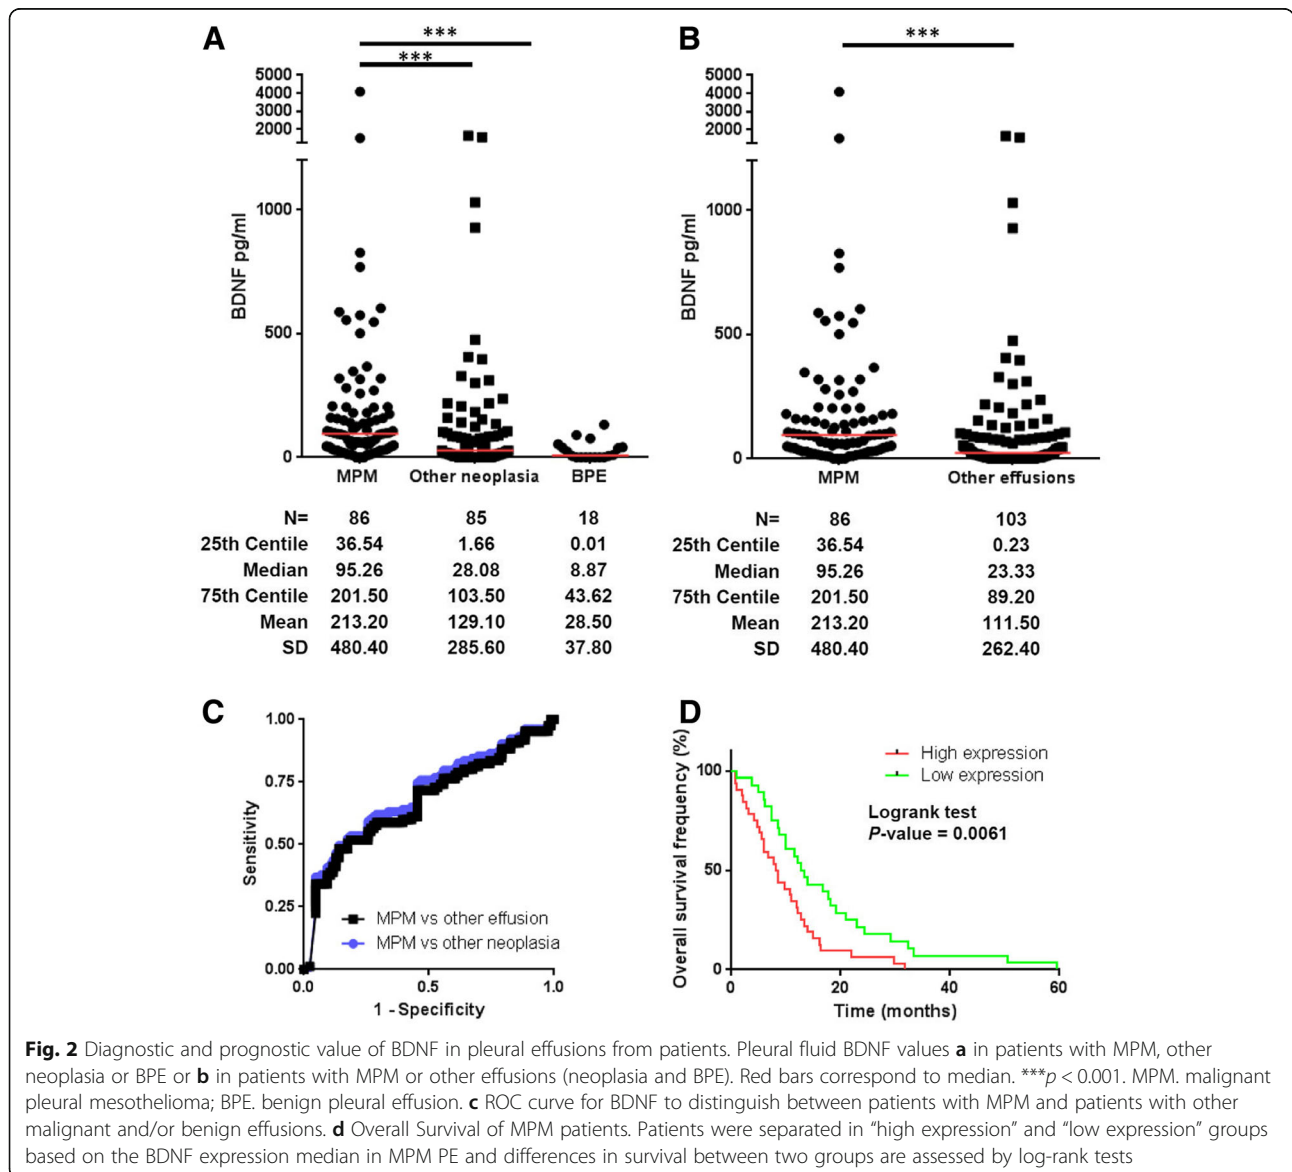 A
***
***
5000
4000
3000
2000
1000
500
0
BDNF pg/ml
MPM Other neoplasia BPE
N= 86 85 18
25th Centile 36.54 1.66 0.01
Median 95.26 28.08 8.87
75th Centile 201.50 103.50 43.62
Mean 213.20 129.10 28.50
SD 480.40 285.60 37.80
B
***
5000
4000
3000
2000
1000
500
0
BDNF pg/ml
MPM Other effusions
N= 86 103
25th Centile 36.54 0.23
Median 95.26 23.33
75th Centile 201.50 89.20
Mean 213.20 111.50
SD 480.40 262.40
C
1.00
0.75
0.50
0.25
0.00
Sensitivity
MPM vs other effusion
MPM vs other neoplasia
0.0 0.5 1.0
1 - Specificity
D
Overall survival frequency (%)
100
50
0
High expression
Low expression
Logrank test
P-value = 0.0061
0 20 40 60
Time (months)
Fig. 2 Diagnostic and prognostic value of BDNF in pleural effusions from patients. Pleural fluid BDNF values a in patients with MPM, other
neoplasia or BPE or b in patients with MPM or other effusions (neoplasia and BPE). Red bars correspond to median. ***p < 0.001. MPM. malignant
pleural mesothelioma; BPE. benign pleural effusion. c ROC curve for BDNF to distinguish between patients with MPM and patients with other
malignant and/or benign effusions. d Overall Survival of MPM patients. Patients were separated in “high expression” and “low expression” groups
based on the BDNF expression median in MPM PE and differences in survival between two groups are assessed by log-rank tests